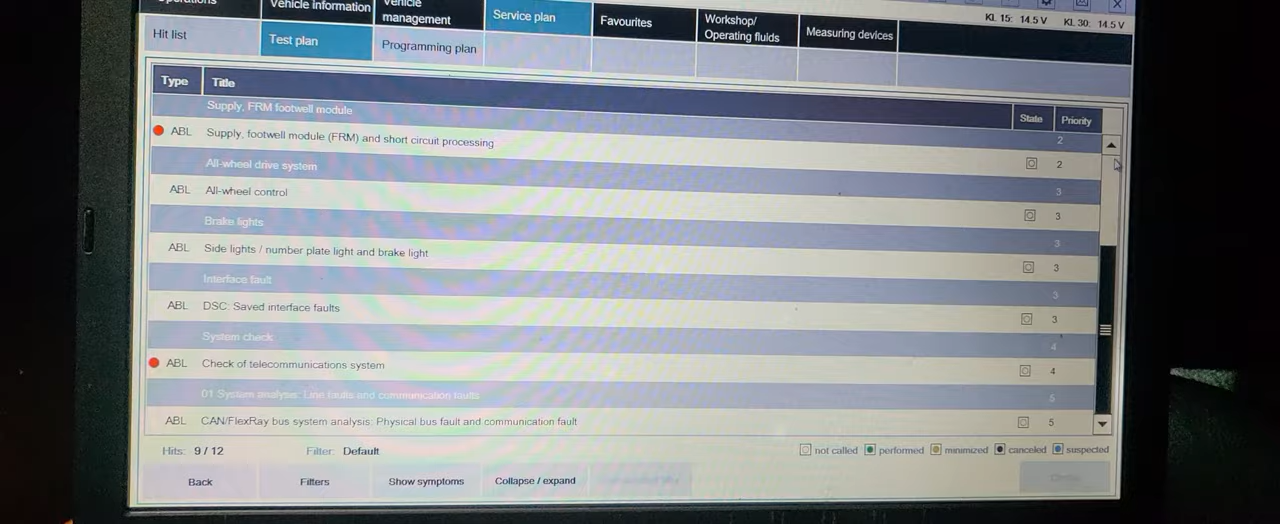 Operations
Vehicle information
Vehicle management
Service plan
Favourites
Workshop/
Operating fluids
Measuring devices
KL 15: 14.5 V KL 30: 14.5 V
Hit list
Test plan
Programming plan
Type Title State Priority
Supply, FRM footwell module 2
ABL Supply, footwell module (FRM) and short circuit processing 2
All-wheel drive system 3
ABL All-wheel control 3
Brake lights 3
ABL Side lights / number plate light and brake light 3
Interface fault 3
ABL DSC: Saved interface faults 3
System check 4
ABL Check of telecommunications system 4
01 System analysis: Line faults and communication faults 5
ABL CAN/FlexRay bus system analysis: Physical bus fault and communication fault 5
Hits: 9 / 12 Filter: Default not called performed minimized canceled suspected
Back Filters Show symptoms Collapse / expand